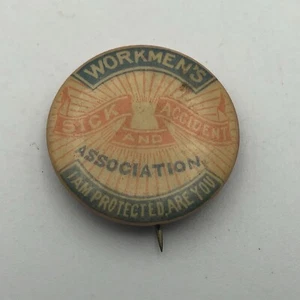 WORKMEN'S
SICK ACCIDENT
AND
ASSOCIATION.
I AM PROTECTED, ARE YOU